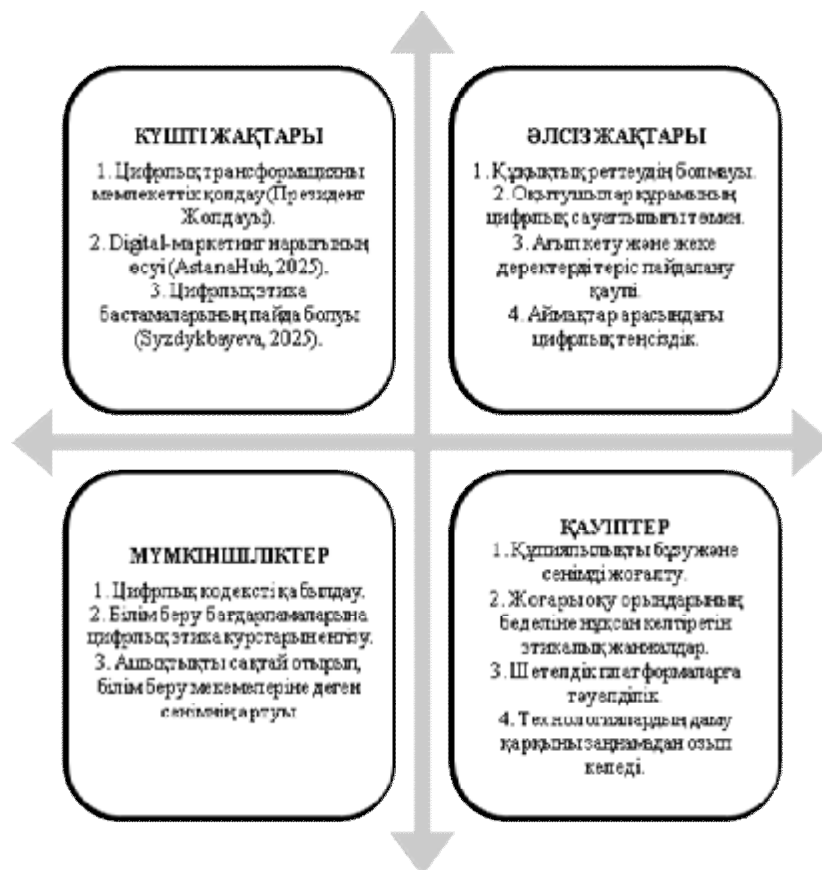 КҮШТІ ЖАҚТАРЫ
1. Цифрлық трансформацияны
мемлекеттік қолдау (Президент
Жолдауы).
2. Digital-маркетинг нарығының
өсуі (AstanaHub, 2025).
3. Цифрлық этика
бастамаларының пайда болуы
(Syzdykbayeva, 2025).
ӘЛСІЗ ЖАҚТАРЫ
1. Құқықтық реттеудің болмауы.
2. Оқытушылар құрамының
цифрлық сауаттылығы төмен.
3. Ағып кету және жеке
деректерді теріс пайдалану
қаупі.
4. Аймақтар арасындағы
цифрлық теңсіздік.
МҮМКІНШІЛІКТЕР
1. Цифрлық кодексті қабылдау.
2. Білім беру бағдарламаларына
цифрлық этика курстарын енгізу.
3. Ашықтықты сақтай отырып,
білім беру мекемелеріне деген
сенімнің артуы
ҚАУІПТЕР
1. Құпиялылықты бұзу және
сенімді жоғалту.
2. Жоғары оқу орындарының
беделіне нұқсан келтіретін
этикалық жанжалдар.
3. Шетелдік платформаларға
тәуелділік.
4. Технологиялардың даму
қарқыны заңнамадан озып
келеді.